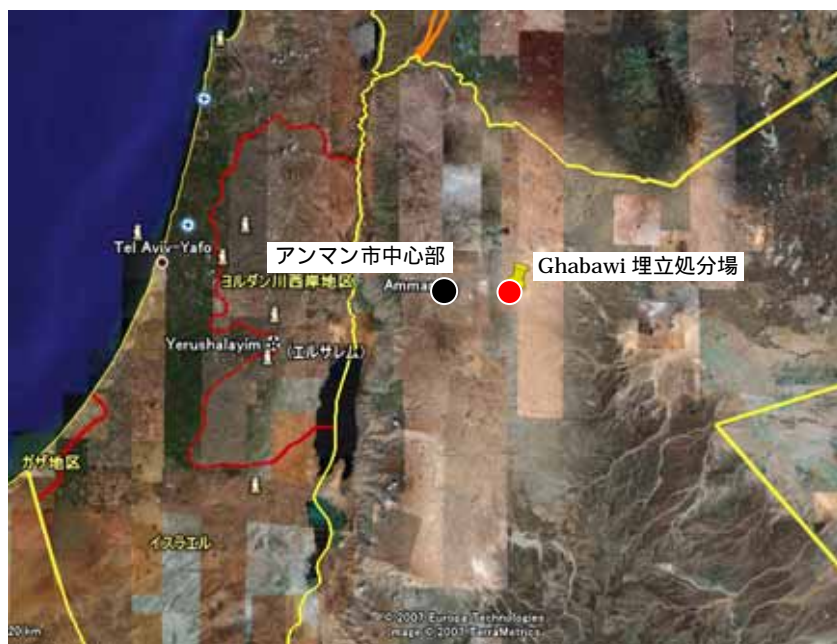 アンマン市中心部
Ghabawi 埋立処分場
Tel Aviv-Yafo
ヨルダン川西岸地区
Amma
Yerushalayim
(エルサレム)
ガザ地区
イスラエル
20 km
© 2007 Europa Technologies
Image © 2007 TerraMetrics